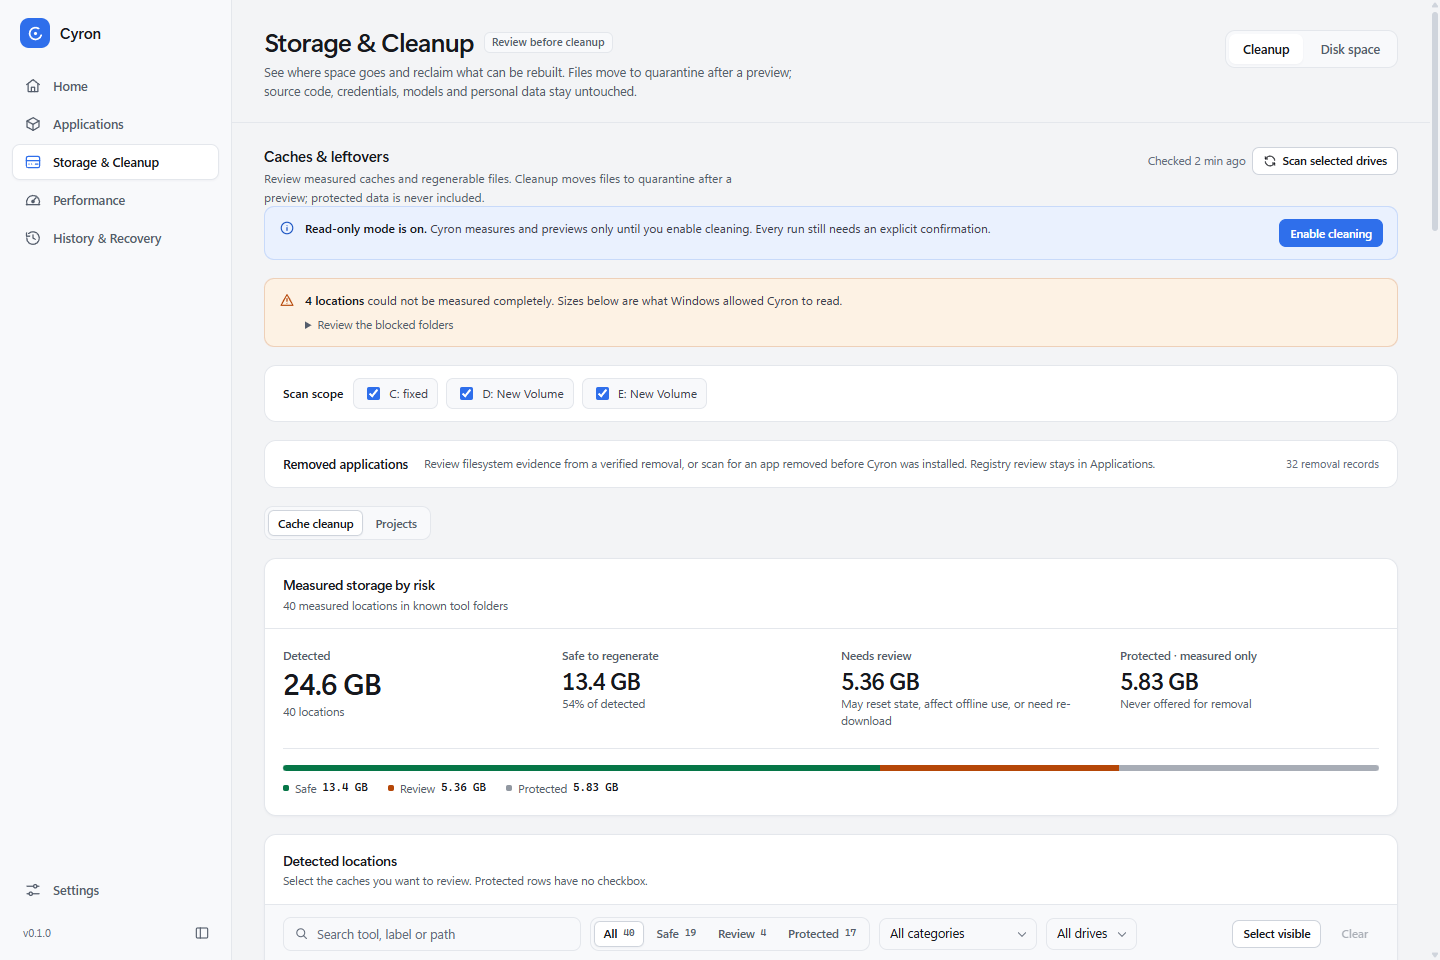 Cyron
Home
Applications
Storage & Cleanup
Performance
History & Recovery
Settings
v0.1.0
Storage & Cleanup
Review before cleanup
See where space goes and reclaim what can be rebuilt. Files move to quarantine after a preview;
source code, credentials, models and personal data stay untouched.
Cleanup
Disk space
Caches & leftovers
Review measured caches and regenerable files. Cleanup moves files to quarantine after a
preview; protected data is never included.
Checked 2 min ago
Scan selected drives
Read-only mode is on. Cyron measures and previews only until you enable cleaning. Every run still needs an explicit confirmation.
Enable cleaning
4 locations could not be measured completely. Sizes below are what Windows allowed Cyron to read.
Review the blocked folders
Scan scope
C: fixed
D: New Volume
E: New Volume
Removed applications
Review filesystem evidence from a verified removal, or scan for an app removed before Cyron was installed. Registry review stays in Applications.
32 removal records
Cache cleanup
Projects
Measured storage by risk
40 measured locations in known tool folders
Detected
24.6 GB
40 locations
Safe to regenerate
13.4 GB
54% of detected
Needs review
5.36 GB
May reset state, affect offline use, or need re-
download
Protected · measured only
5.83 GB
Never offered for removal
Safe 13.4 GB
Review 5.36 GB
Protected 5.83 GB
Detected locations
Select the caches you want to review. Protected rows have no checkbox.
Search tool, label or path
All 40
Safe 19
Review 4
Protected 17
All categories
All drives
Select visible
Clear